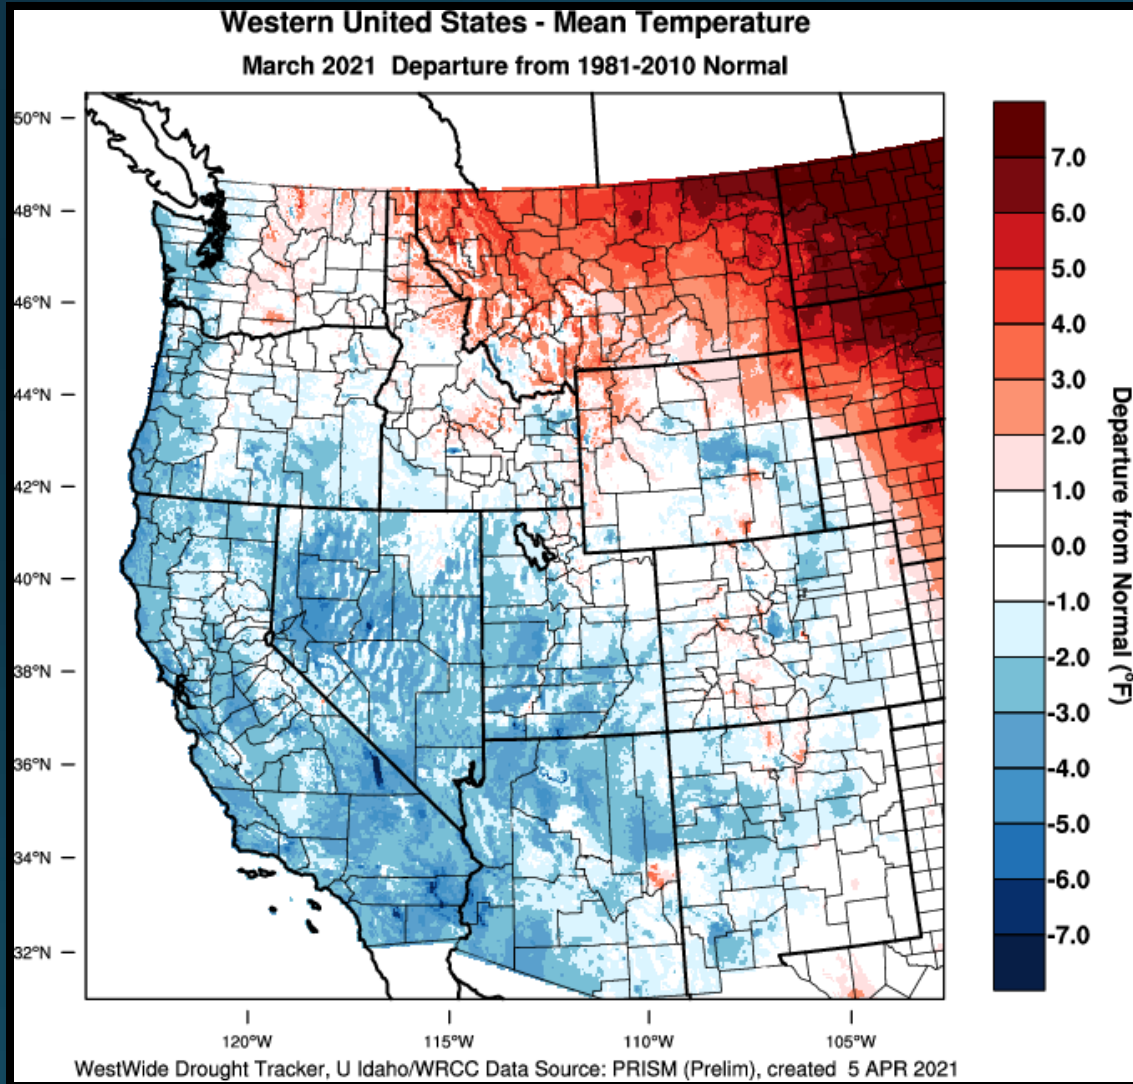 Western United States - Mean Temperature
March 2021  Departure from 1981-2010 Normal
50°N
48°N
46°N
44°N
42°N
40°N
38°N
36°N
34°N
32°N
120°W
115°W
110°W
105°W
7.0
6.0
5.0
4.0
3.0
2.0
1.0
0.0
-1.0
-2.0
-3.0
-4.0
-5.0
-6.0
-7.0
Departure from Normal (°F)
WestWide Drought Tracker, U Idaho/WRCC Data Source: PRISM (Prelim), created  5 APR 2021